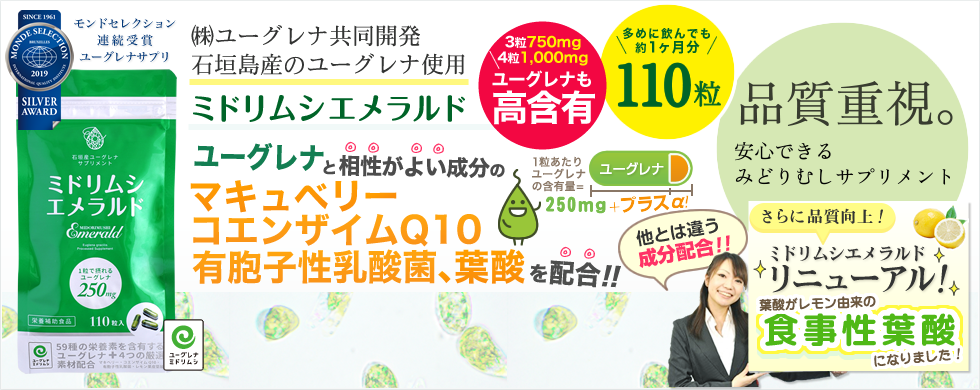 SINCE 1961
MONDE SELECTION
BRUXELLES
2019
INTERNATIONAL QUALITY INSTITUTE
SILVER
AWARD
モンドセレクション
連続受賞
ユーグレナサプリ
石垣産ユーグレナ
サプリメント
ミドリムシ
エメラルド
MIDORIMUSHI
Emerald
1粒で摂れる
ユーグレナ
250mg
栄養補助食品
110粒入
59種の栄養素を含有する
ユーグレナ+4つの厳選
素材配合
ユーグレナ
ミドリムシ
㈱ユーグレナ共同開発
石垣島産のユーグレナ使用
ミドリムシエメラルド
3粒750mg
4粒1,000mg
ユーグレナも
高含有
多めに飲んでも
約1ヶ月分
110粒
ユーグレナと相性がよい成分の
マキュベリー
コエンザイムQ10
有胞子性乳酸菌、葉酸を配合!!
1粒あたり
ユーグレナ
の含有量=
ユーグレナ
250mg+プラスα!
他とは違う
成分配合!!
品質重視。
安心できる
みどりむしサプリメント
さらに品質向上!
ミドリムシエメラルド
リニューアル!
葉酸がレモン由来の
食事性葉酸
になりました!